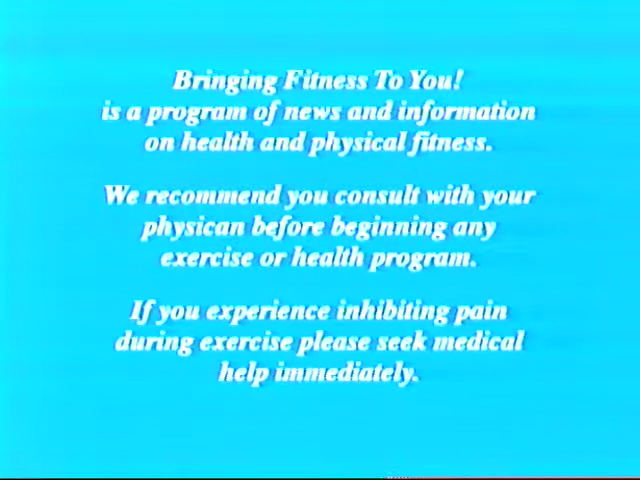 Bringing Fitness To You!
is a program of news and information
on health and physical fitness.
We recommend you consult with your
physican before beginning any
exercise or health program.
If you experience inhibiting pain
during exercise please seek medical
help immediately.